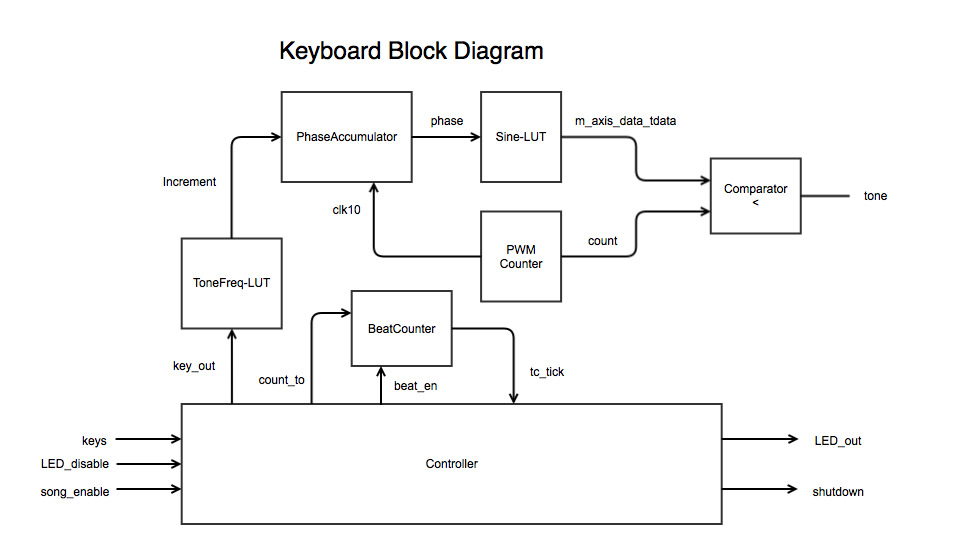 Keyboard Block Diagram
PhaseAccumulator
phase
Sine-LUT
m_axis_data_tdata
Increment
clk10
Comparator
<
tone
PWM
Counter
count
ToneFreq-LUT
BeatCounter
key_out
count_to
beat_en
tc_tick
keys
LED_disable
song_enable
Controller
LED_out
shutdown